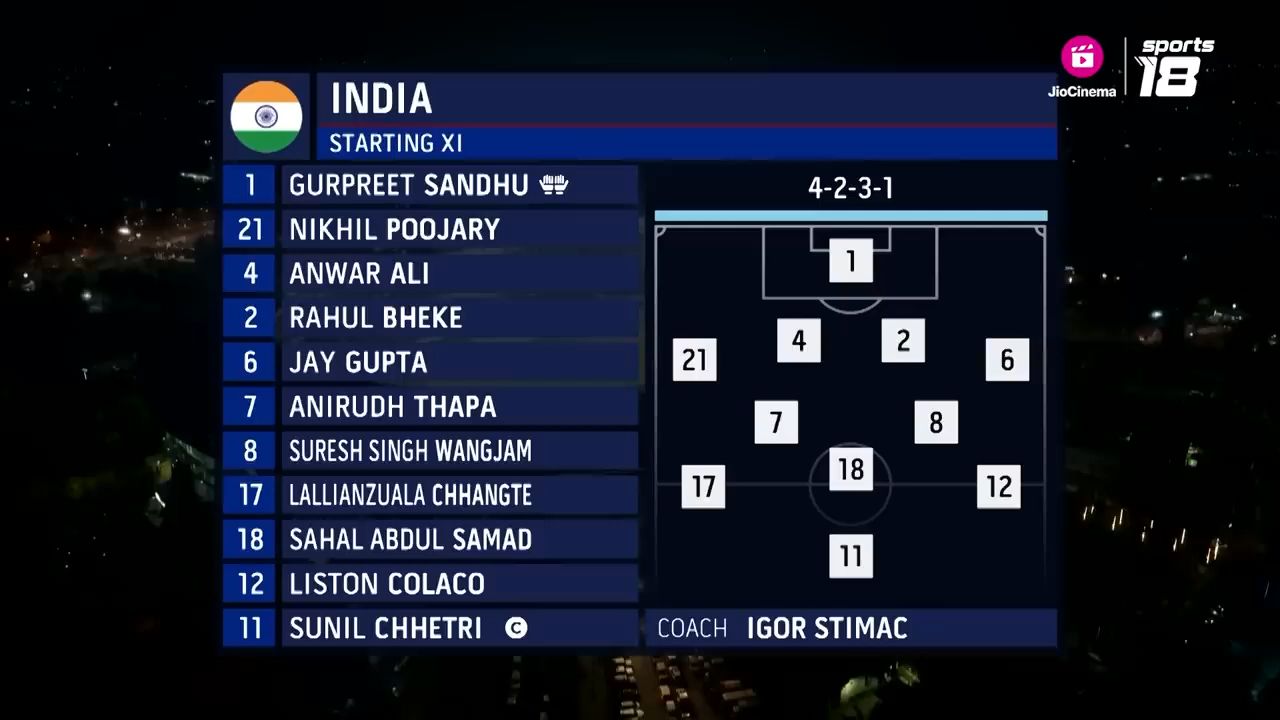 JioCinema
sports
18
INDIA
STARTING XI
1 GURPREET SANDHU
21 NIKHIL POOJARY
4 ANWAR ALI
2 RAHUL BHEKE
6 JAY GUPTA
7 ANIRUDH THAPA
8 SURESH SINGH WANGJAM
17 LALLIANZUALA CHHANGTE
18 SAHAL ABDUL SAMAD
12 LISTON COLACO
11 SUNIL CHHETRI C
4-2-3-1
1
4 2
21 6
7 8
18
17 12
11
COACH IGOR STIMAC